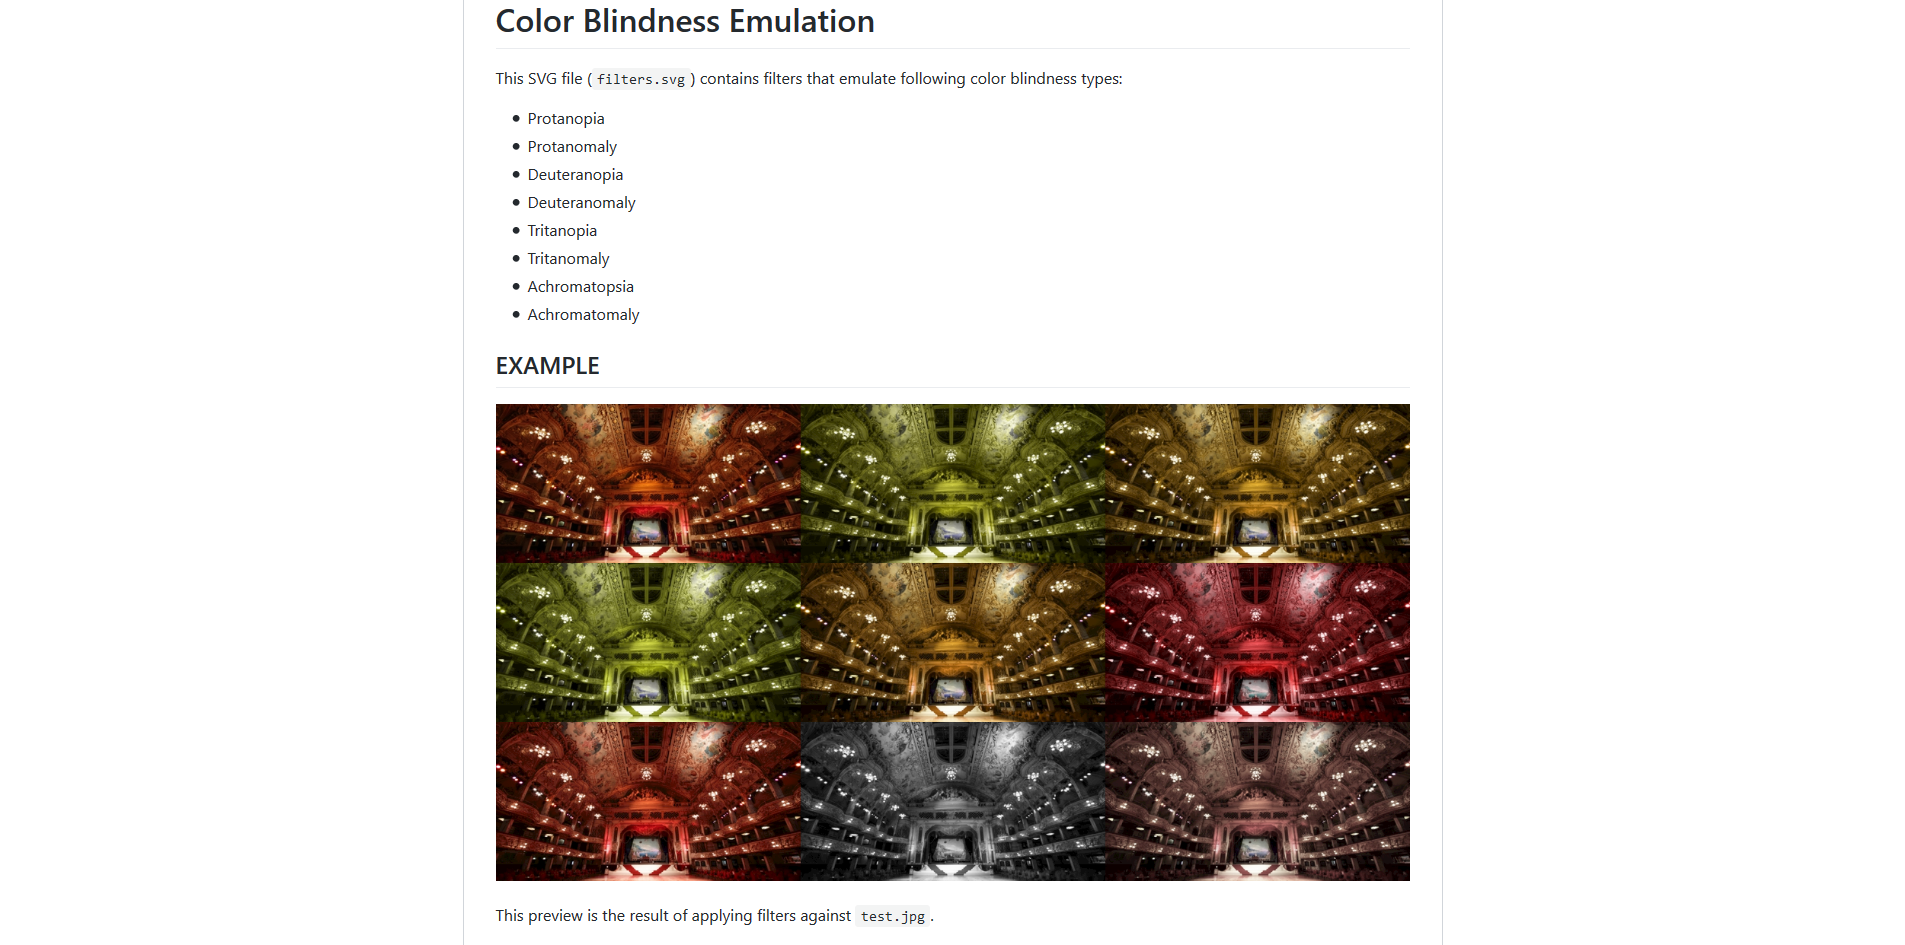 Color Blindness Emulation
This SVG file ( filters.svg ) contains filters that emulate following color blindness types:
Protanopia
Protanomaly
Deuteranopia
Deuteranomaly
Tritanopia
Tritanomaly
Achromatopsia
Achromatomaly
EXAMPLE
This preview is the result of applying filters against test.jpg .